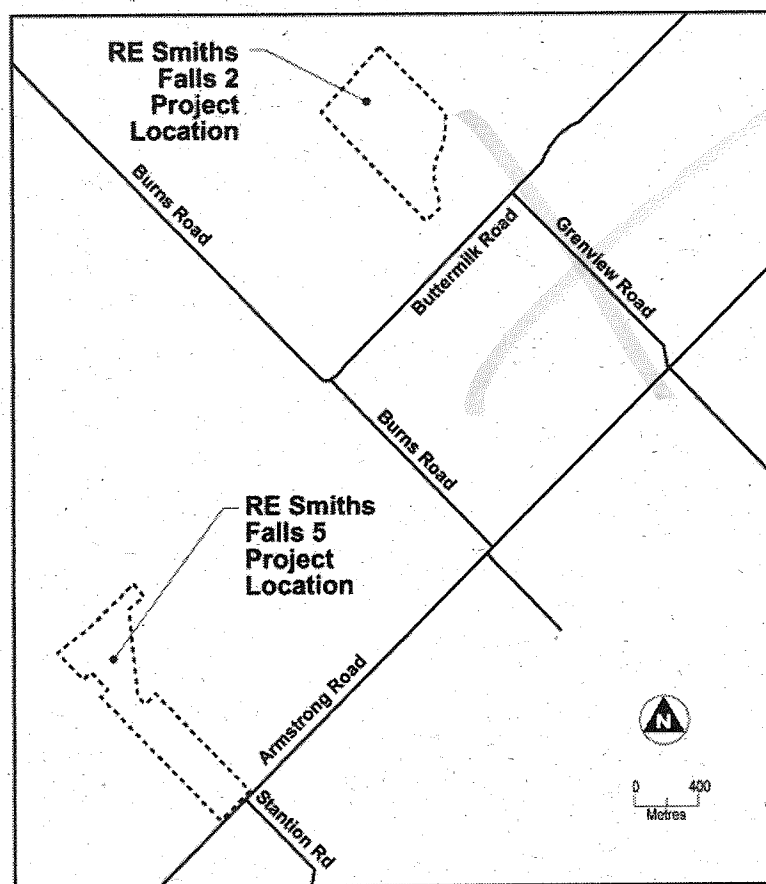 RE Smiths
Falls 2
Project
Location
Burns Road
Buttermilk Road
Grenview Road
Burns Road
RE Smiths
Falls 5
Project
Location
Armstrong Road
Stantion Rd
N
0 400
Metres